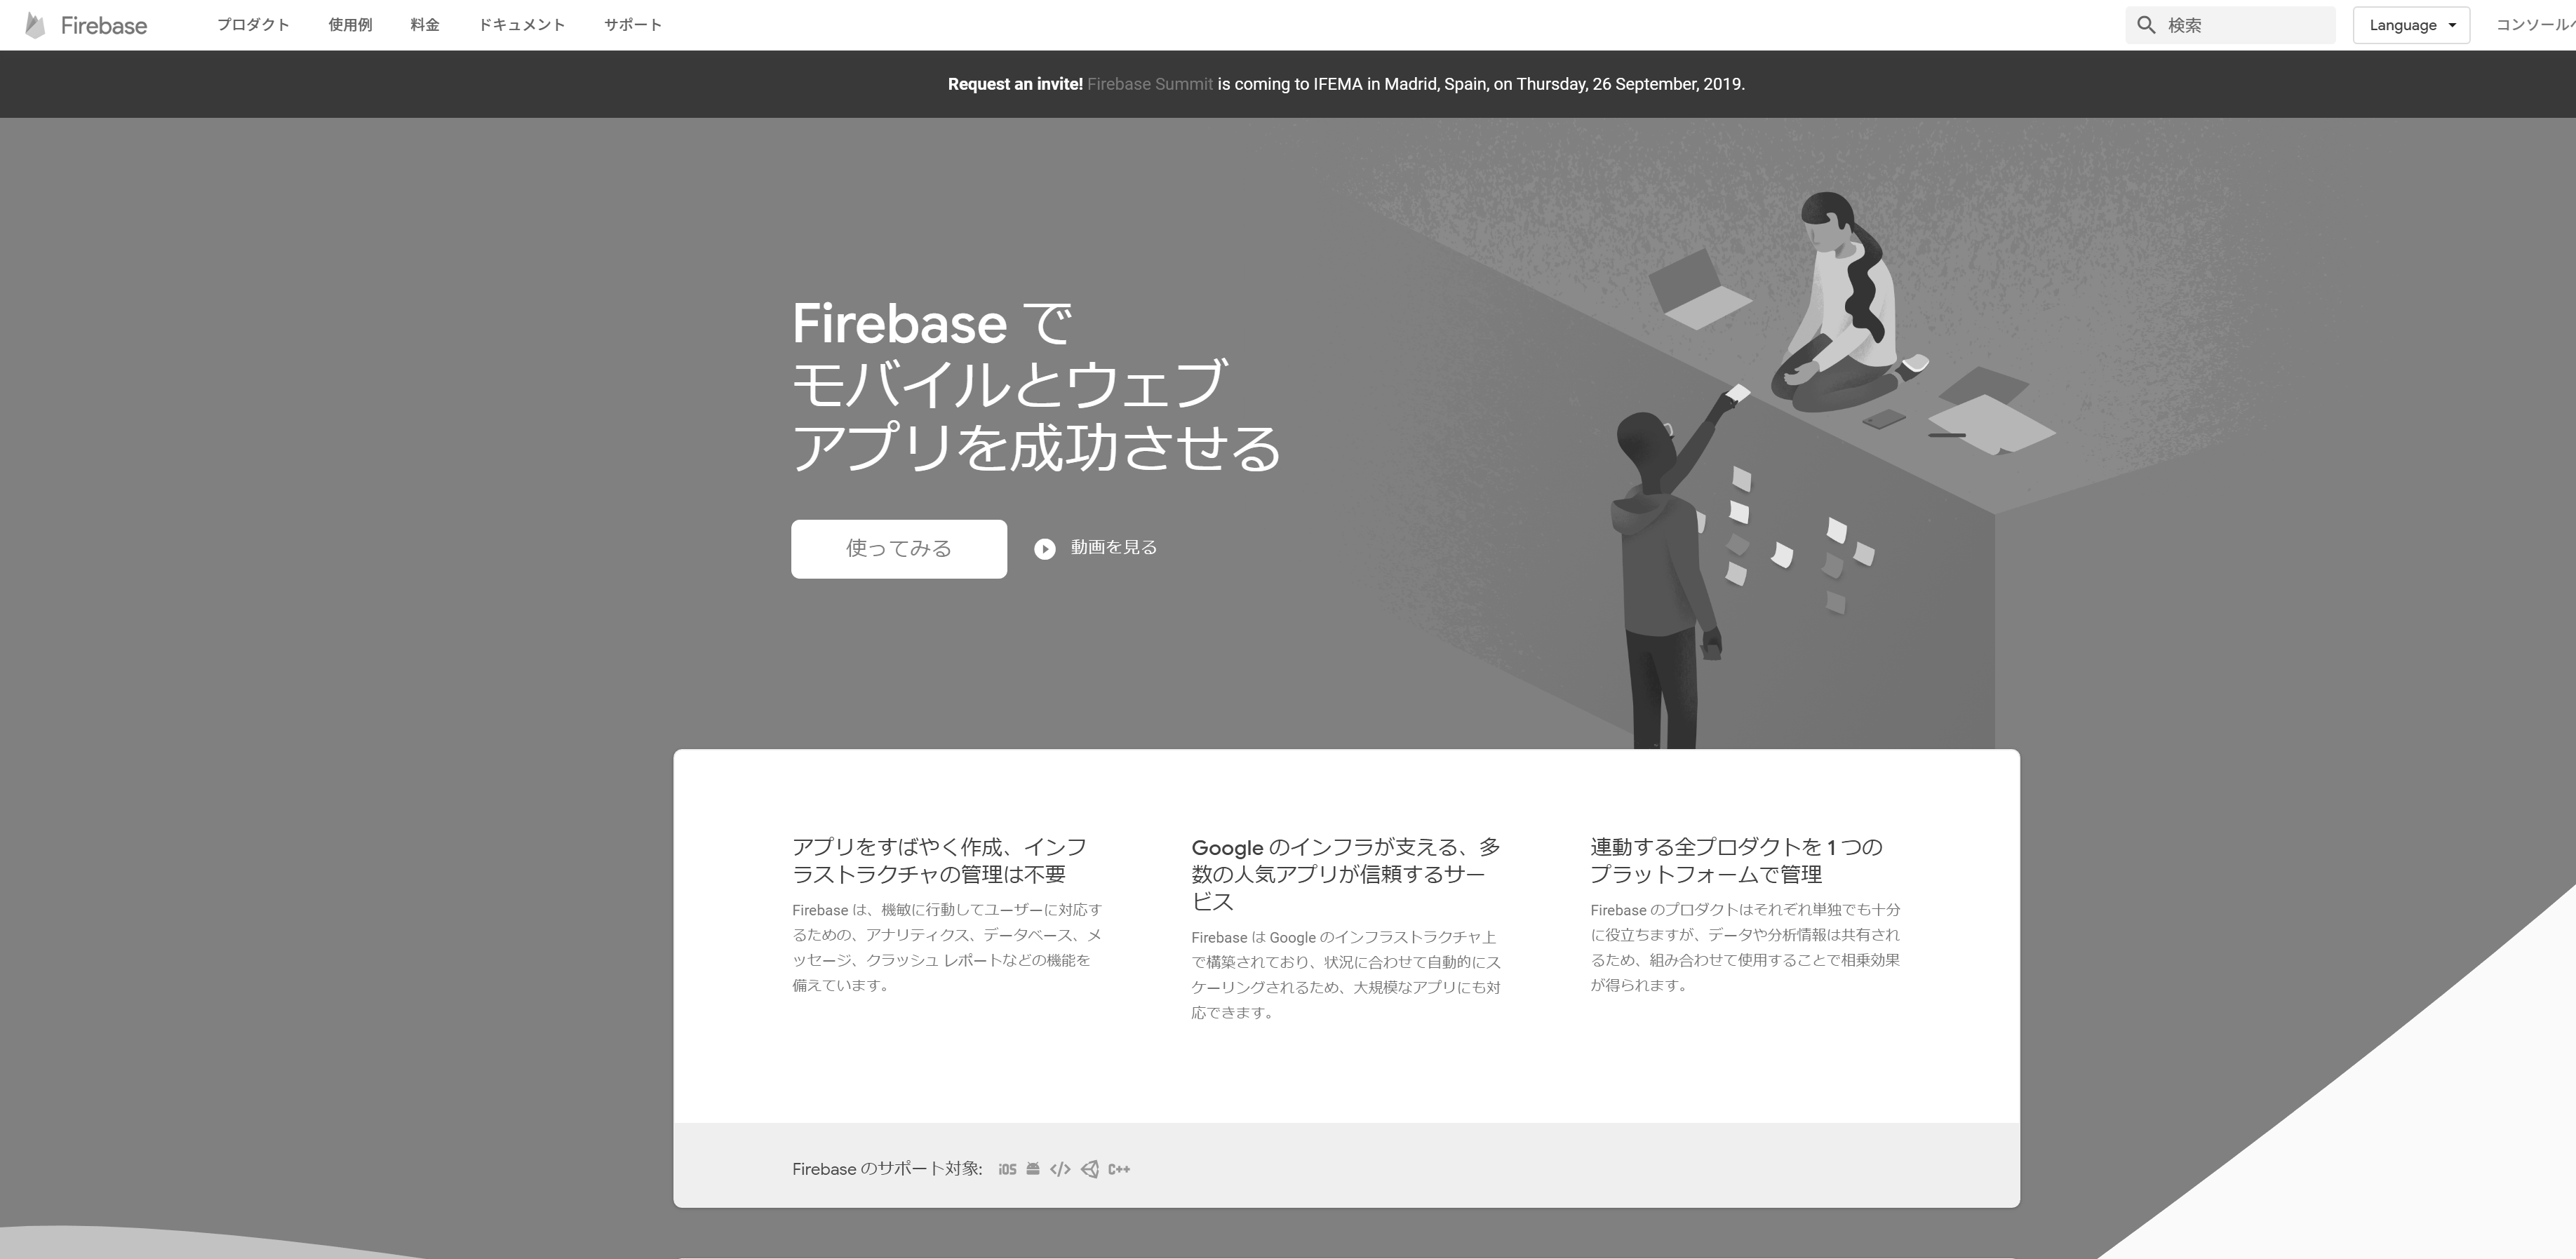 Firebase プロダクト 使用例 料金 ドキュメント サポート 検索 Language コンソールへ
Request an invite! Firebase Summit is coming to IFEMA in Madrid, Spain, on Thursday, 26 September, 2019.
Firebase で
モバイルとウェブ
アプリを成功させる
使ってみる 動画を見る
アプリをすばやく作成、インフ
ラストラクチャの管理は不要
Firebase は、機敏に行動してユーザーに対応す
るための、アナリティクス、データベース、メ
ッセージ、クラッシュ レポートなどの機能を
備えています。
Google のインフラが支える、多
数の人気アプリが信頼するサー
ビス
Firebase は Google のインフラストラクチャ上
で構築されており、状況に合わせて自動的にス
ケーリングされるため、大規模なアプリにも対
応できます。
連動する全プロダクトを 1 つの
プラットフォームで管理
Firebase のプロダクトはそれぞれ単独でも十分
に役立ちますが、データや分析情報は共有され
るため、組み合わせて使用することで相乗効果
が得られます。
Firebase のサポート対象: iOS </> C++